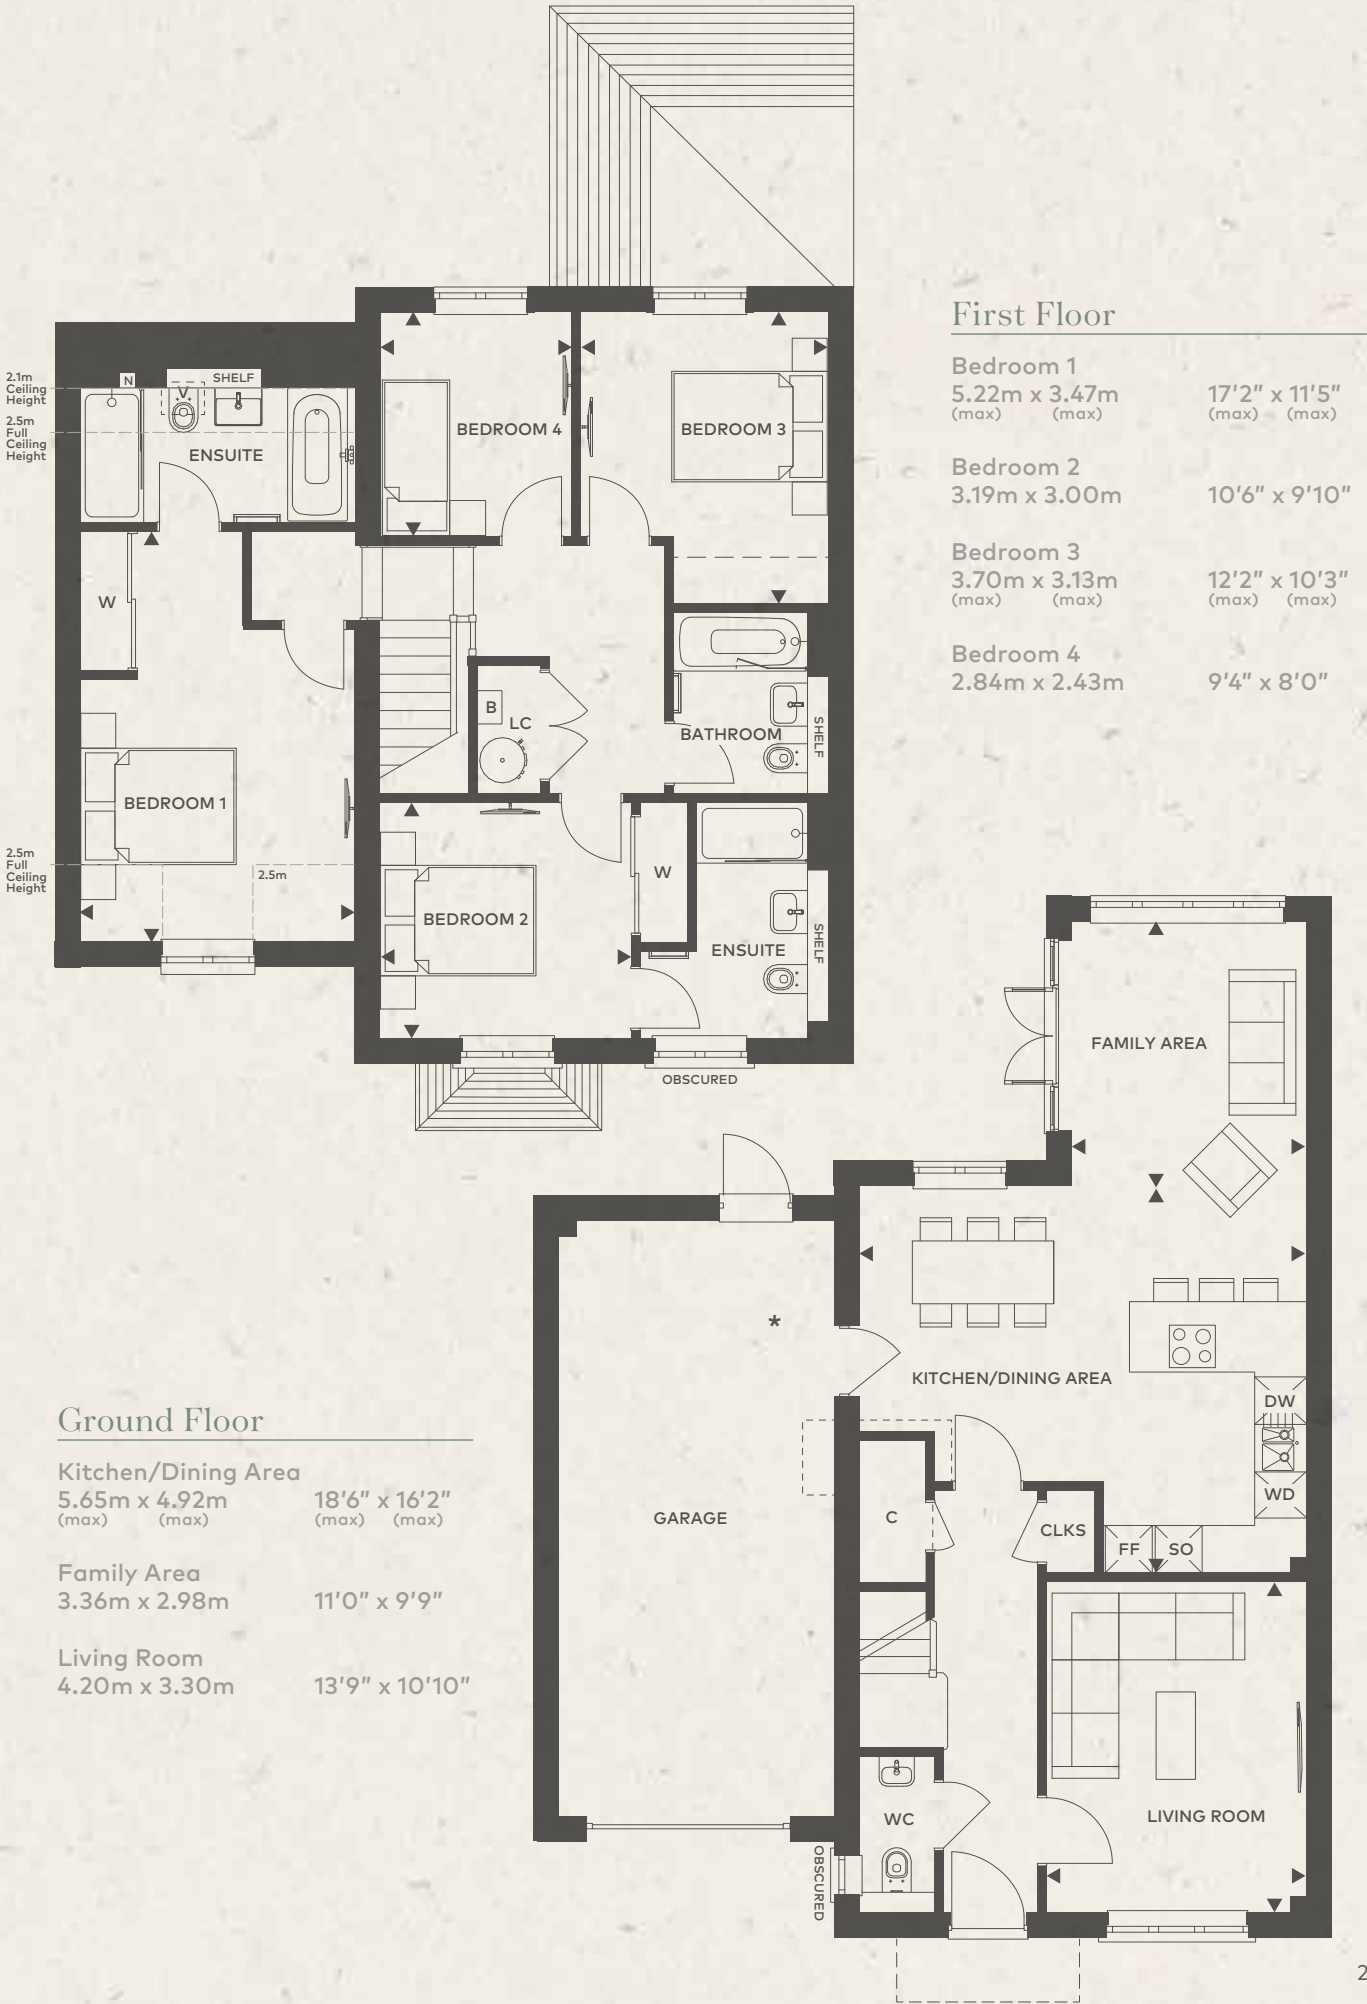 First Floor
Bedroom 1
5.22m x 3.47m 17'2" x 11'5"
(max) (max) (max) (max)
Bedroom 2
3.19m x 3.00m 10'6" x 9'10"
Bedroom 3
3.70m x 3.13m 12'2" x 10'3"
(max) (max) (max) (max)
Bedroom 4
2.84m x 2.43m 9'4" x 8'0"
2.1m
Ceiling
Height
2.5m
Full
Ceiling
Height
N
V
SHELF
ENSUITE
BEDROOM 4
BEDROOM 3
W
B
LC
BATHROOM
SHELF
BEDROOM 1
2.5m
Full
Ceiling
Height
2.5m
BEDROOM 2
W
ENSUITE
SHELF
OBSCURED
FAMILY AREA
*
KITCHEN/DINING AREA
DW
WD
GARAGE
C
CLKS
FF
SO
WC
LIVING ROOM
OBSCURED
Ground Floor
Kitchen/Dining Area
5.65m x 4.92m 18'6" x 16'2"
(max) (max) (max) (max)
Family Area
3.36m x 2.98m 11'0" x 9'9"
Living Room
4.20m x 3.30m 13'9" x 10'10"
2